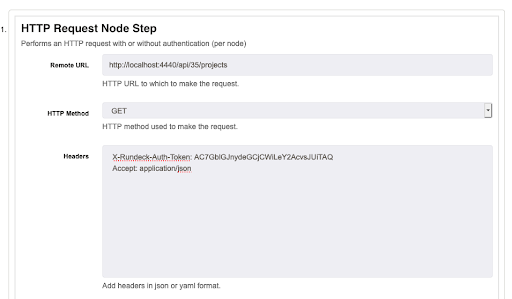 1.
HTTP Request Node Step
Performs an HTTP request with or without authentication (per node)
Remote URL
http://localhost:4440/api/35/projects
HTTP URL to which to make the request.
HTTP Method
GET
HTTP method used to make the request.
Headers
X-Rundeck-Auth-Token: AC7GblGJnydeGCjCWiLeY2AcvsJUiTAQ
Accept: application/json
Add headers in json or yaml format.